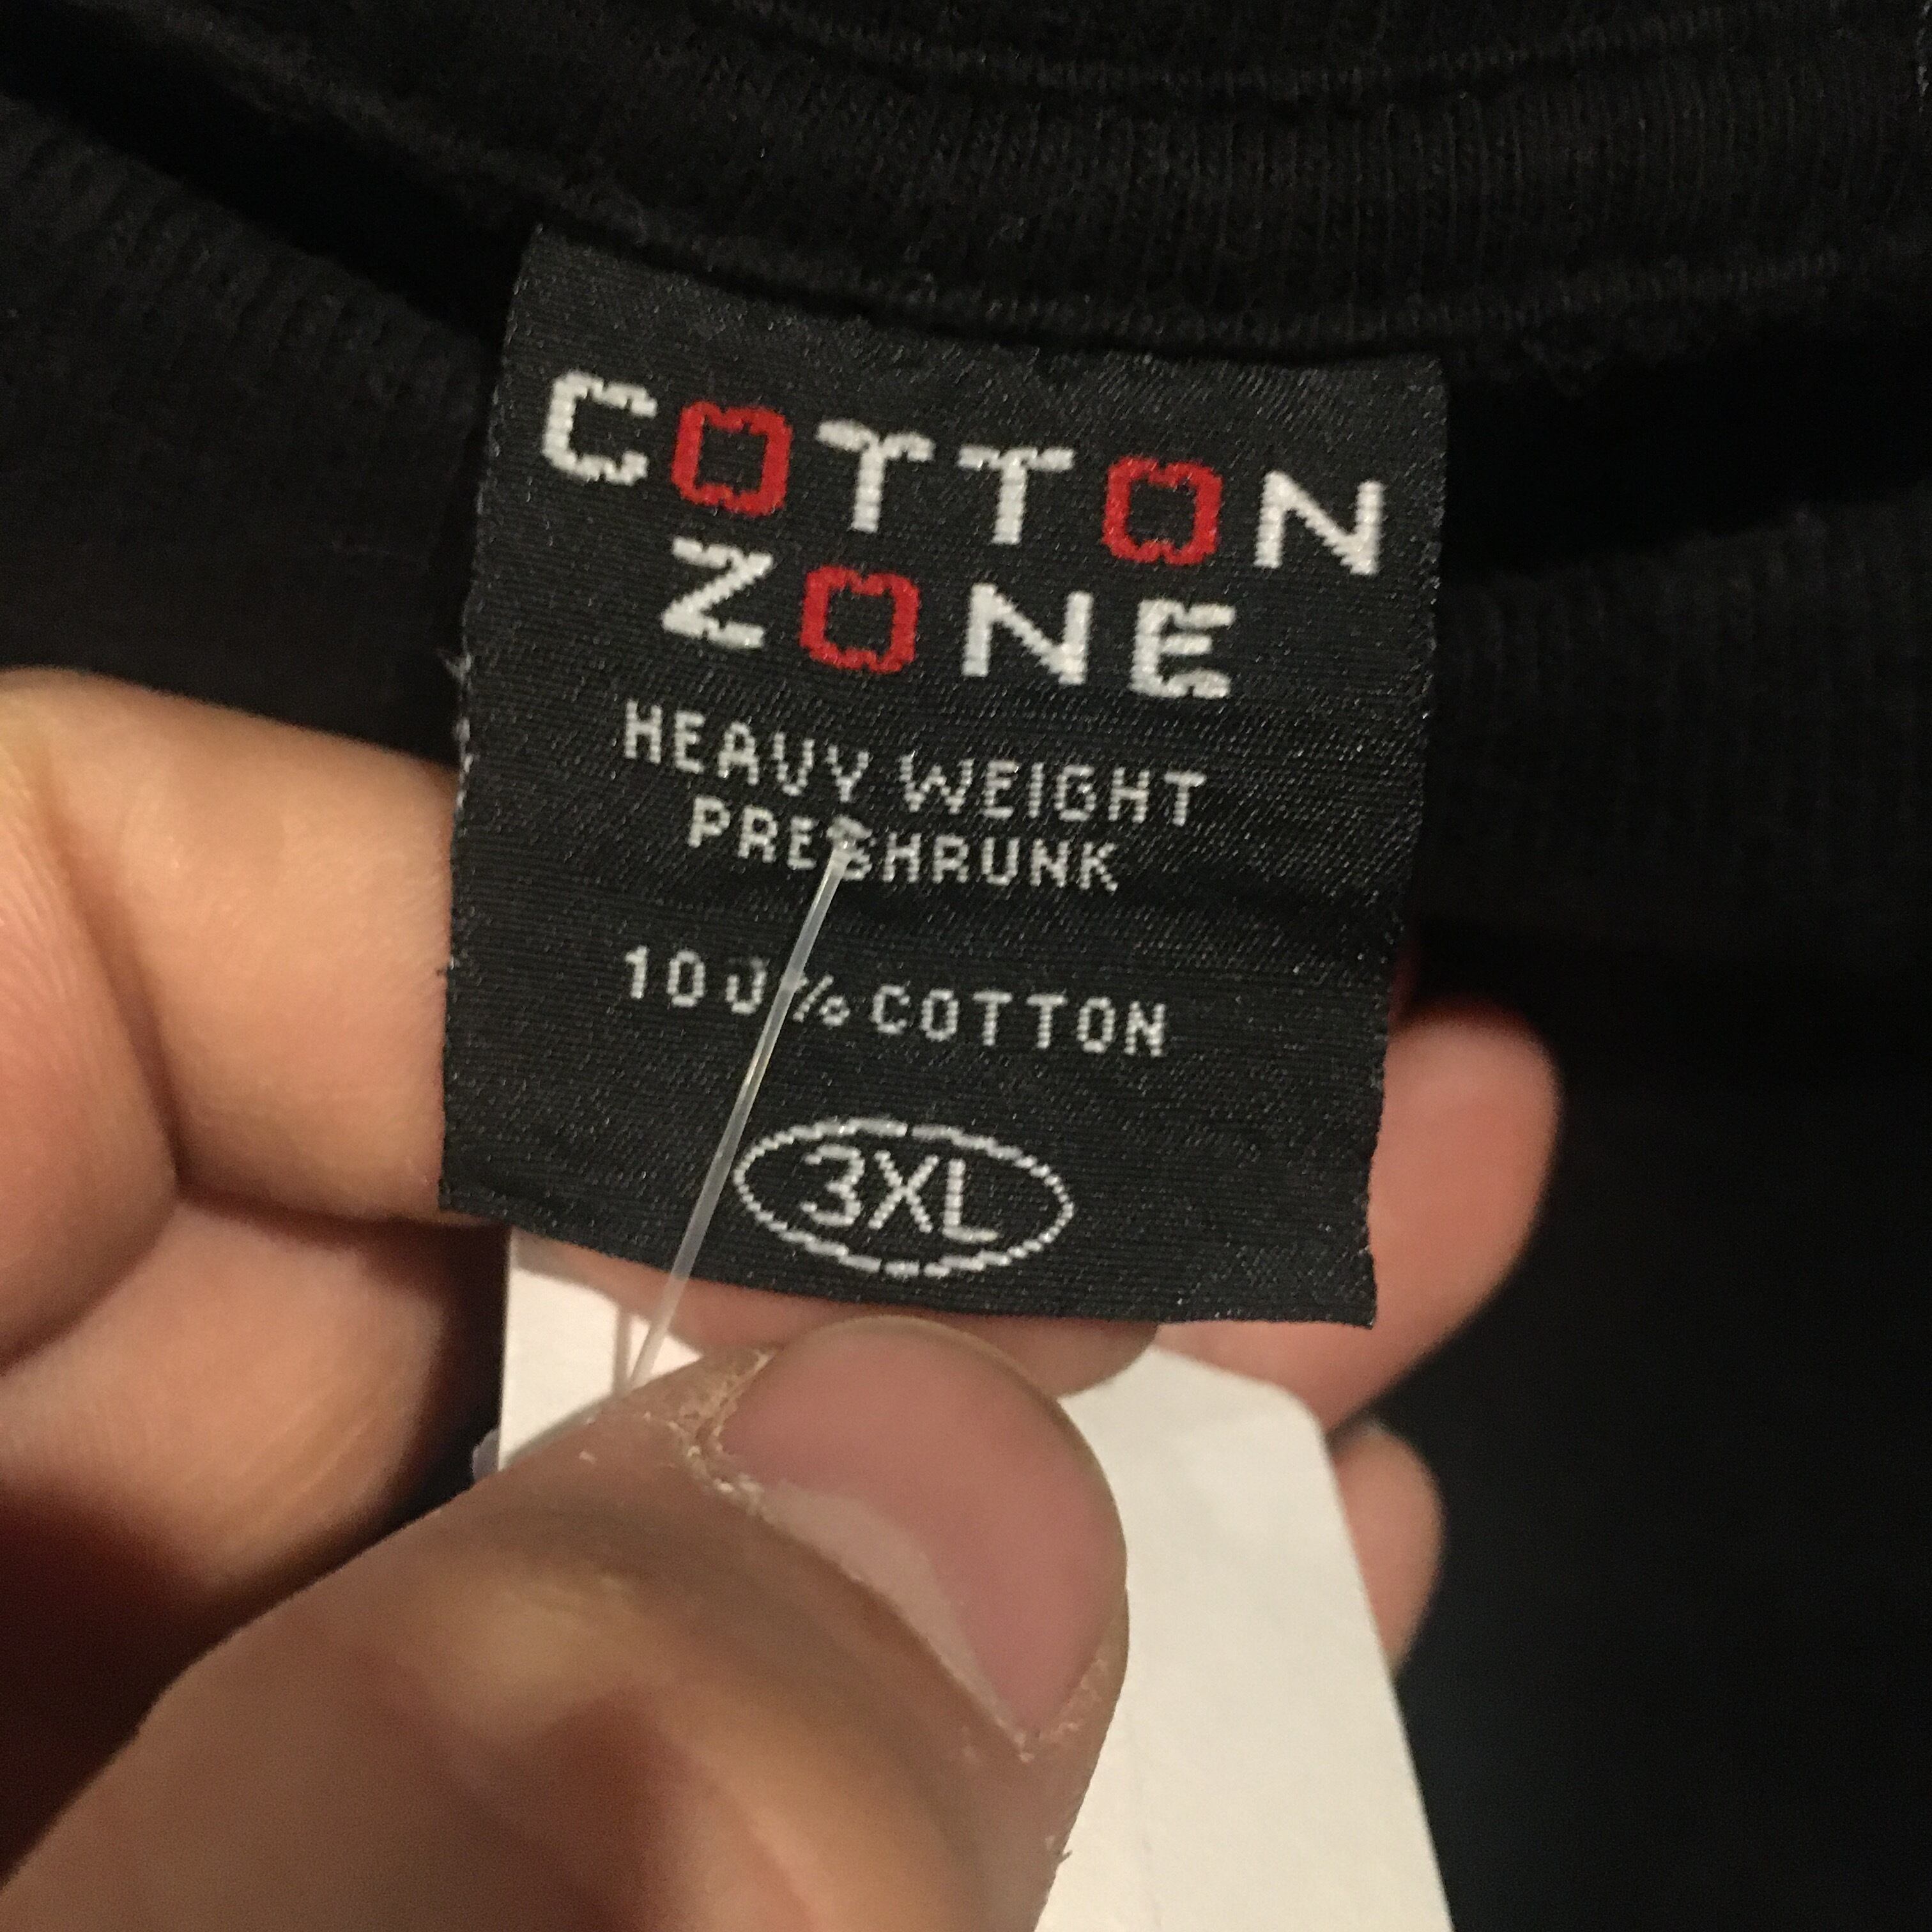 COTTON
ZONE
HEAVY WEIGHT
PRESHRUNK
100% COTTON
3XL